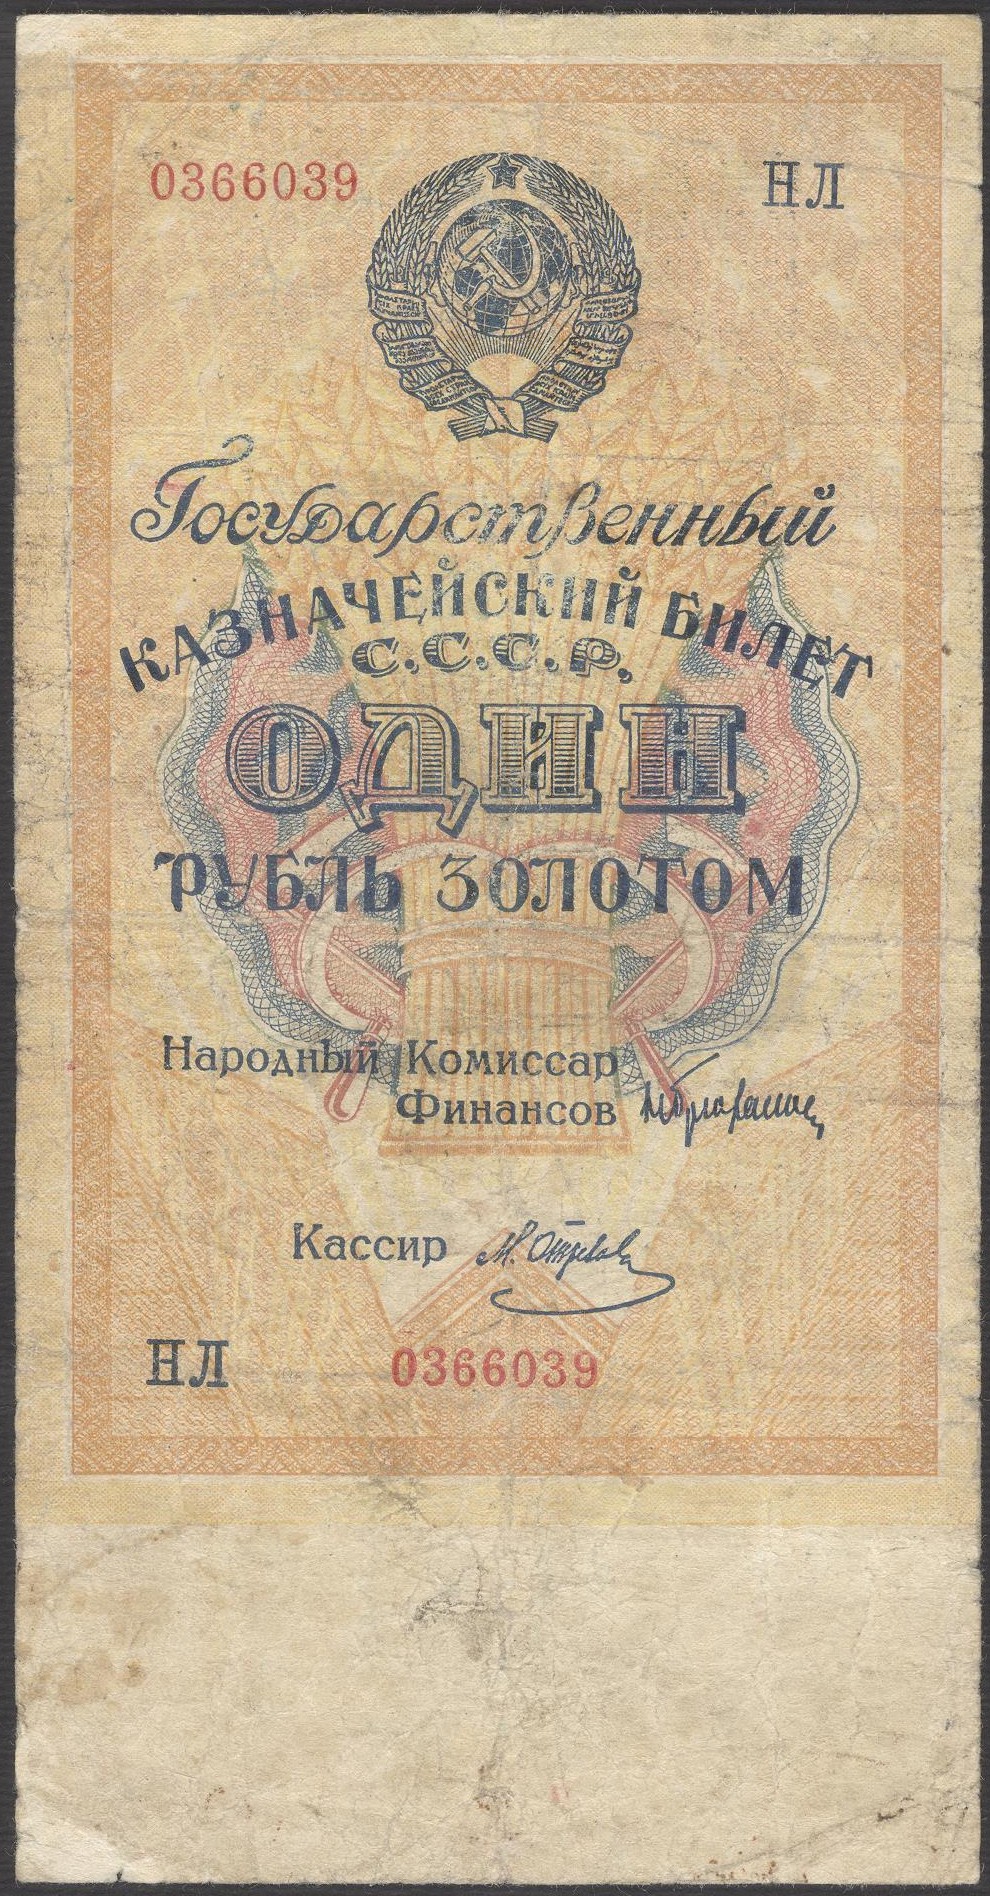 0366039 НЛ
Государственный
КАЗНАЧЕЙСКИЙ БИЛЕТ
С.С.С.Р.
ОДИН
РУБЛЬ ЗОЛОТОМ
Народный Комиссар
Финансов
Кассир
НЛ 0366039